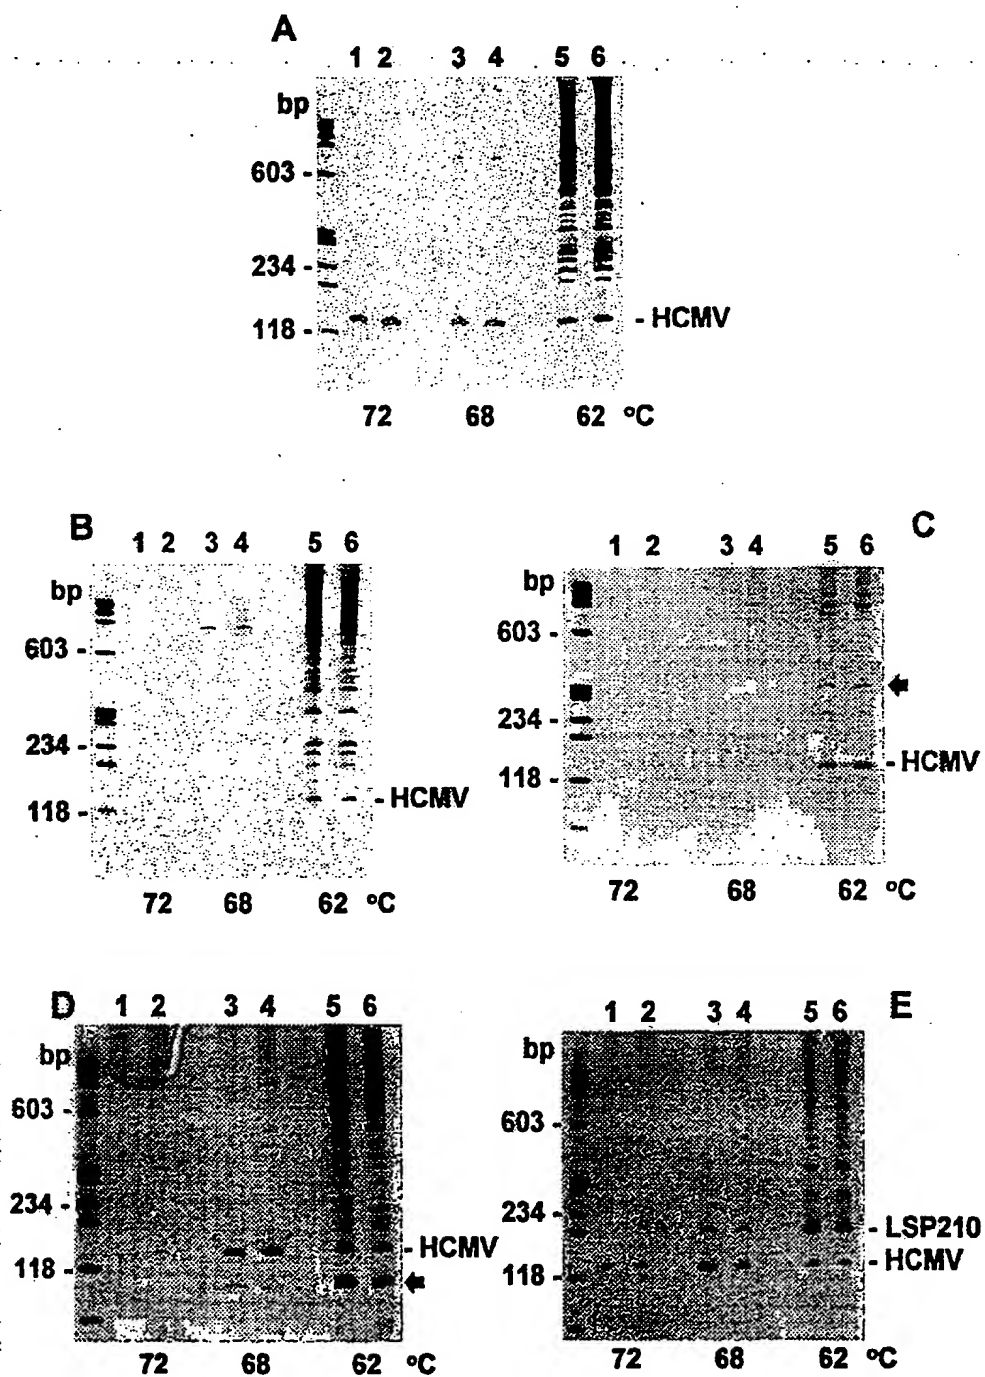 A
1 2 3 4 5 6
bp
603 -
234 -
118 -
- HCMV
72 68 62 °C
B
1 2 3 4 5 6
bp
603 -
234 -
118 -
- HCMV
72 68 62 °C
C
1 2 3 4 5 6
bp
603 -
234 -
118 -
- HCMV
72 68 62 °C
D
1 2 3 4 5 6
bp
603 -
234 -
118 -
- HCMV
72 68 62 °C
E
1 2 3 4 5 6
bp
603 -
234 -
118 -
- LSP210
- HCMV
72 68 62 °C